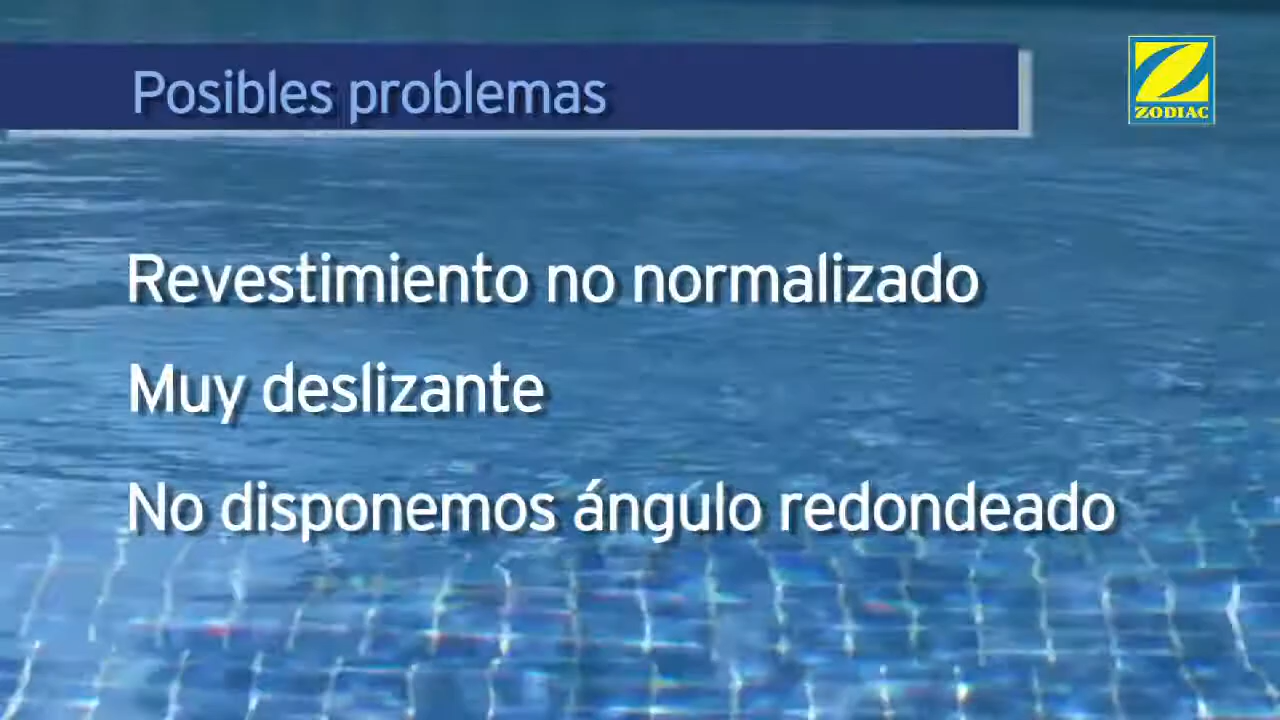 Posibles problemas
ZODIAC
Revestimiento no normalizado
Muy deslizante
No disponemos ángulo redondeado